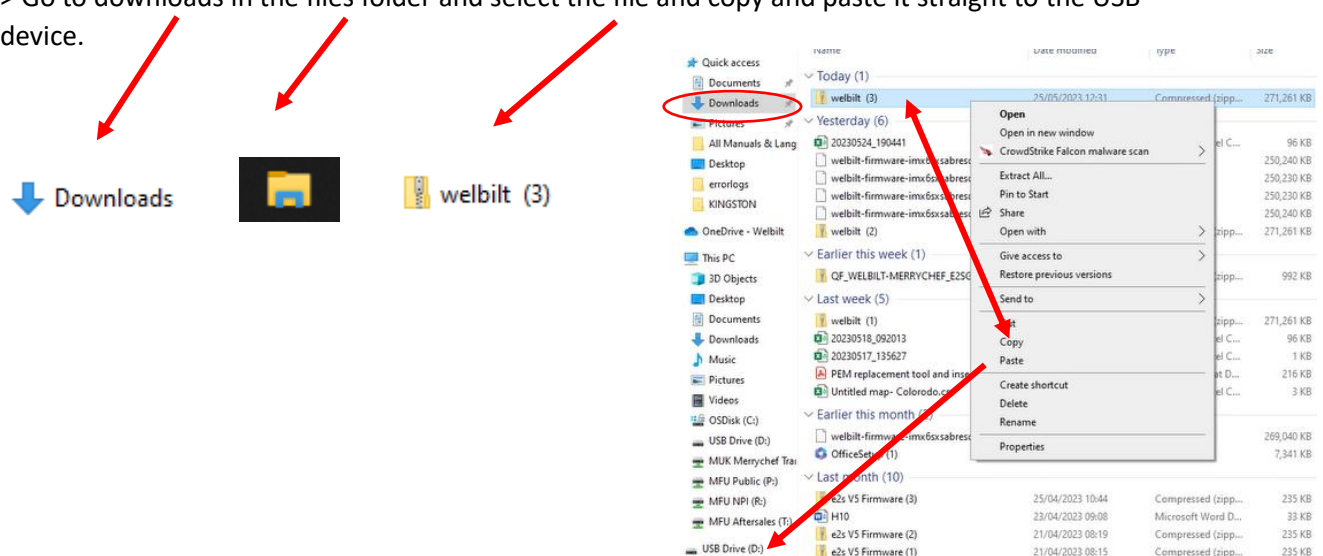 > Go to downloads in the files folder and select the file and copy and paste it straight to the USB
device.
Downloads
welbilt (3)
Name Date modified Type Size
Quick access
Documents
Downloads
Pictures
All Manuals & Lang
Desktop
errorlogs
KINGSTON
OneDrive - Welbilt
This PC
3D Objects
Desktop
Documents
Downloads
Music
Pictures
Videos
OSDisk (C:)
USB Drive (D:)
MUK Merrychef Trai
MFU Public (P:)
MFU NPI (R:)
MFU Aftersales (T:)
USB Drive (D:)
Today (1)
welbilt (3) 25/05/2023 12:31 Compressed (zipp... 271,261 KB
Yesterday (6)
20230524_190441 el C... 96 KB
welbilt-firmware-imx6sxsabresd 250,240 KB
welbilt-firmware-imx6sxsabresd 250,230 KB
welbilt-firmware-imx6sxsabresd 250,230 KB
welbilt-firmware-imx6sxsabresd 250,240 KB
welbilt (2) zipp... 271,261 KB
Earlier this week (1)
QF_WELBILT-MERRYCHEF_E2SG zipp... 992 KB
Last week (5)
welbilt (1) zipp... 271,261 KB
20230518_092013 el C... 96 KB
20230517_135627 el C... 1 KB
PEM replacement tool and inse at D... 216 KB
Untitled map- Colorodo.cs el C... 3 KB
Earlier this month (2)
welbilt-firmware-imx6sxsabresd 269,040 KB
OfficeSetup (1) 7,341 KB
Last month (10)
e2s V5 Firmware (3) 25/04/2023 10:44 Compressed (zipp... 235 KB
H10 23/04/2023 09:08 Microsoft Word D... 33 KB
e2s V5 Firmware (2) 21/04/2023 08:19 Compressed (zipp... 235 KB
e2s V5 Firmware (1) 21/04/2023 08:15 Compressed (zipp... 235 KB
Open
Open in new window
CrowdStrike Falcon malware scan
Extract All...
Pin to Start
Share
Open with
Give access to
Restore previous versions
Send to
Cut
Copy
Paste
Create shortcut
Delete
Rename
Properties